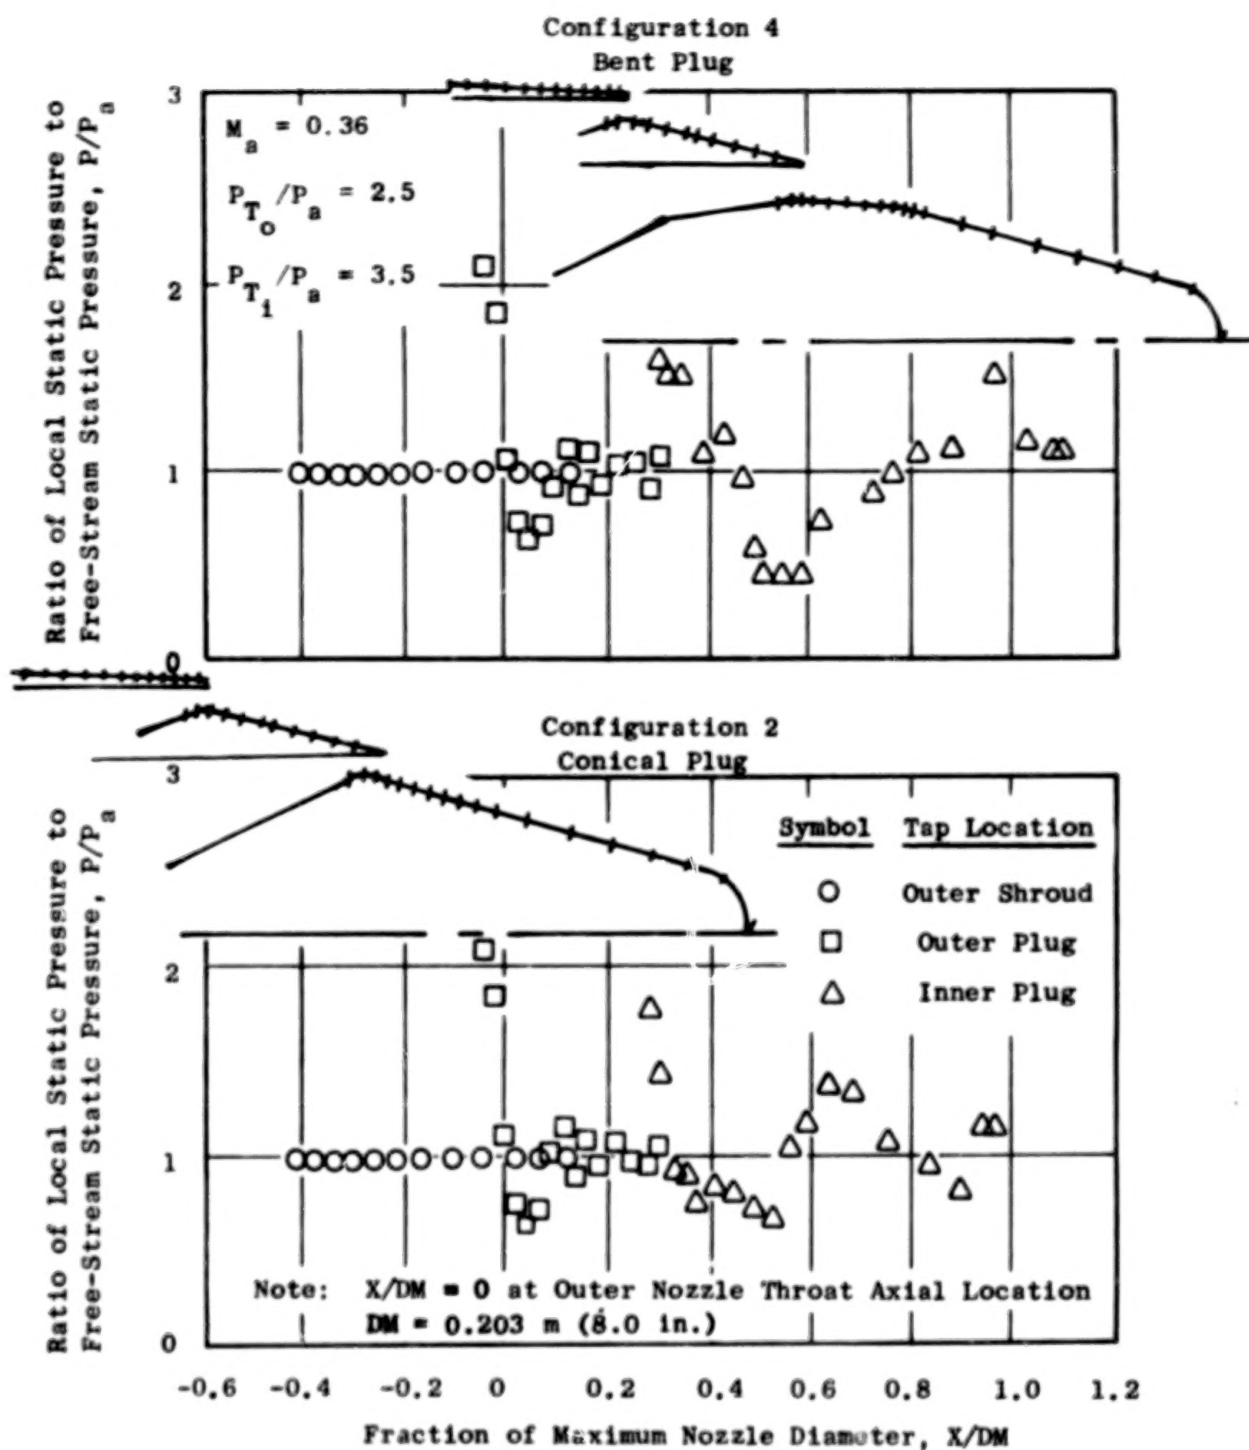 Configuration 4
Bent Plug
Ratio of Local Static Pressure to
Free-Stream Static Pressure, P/Pa
3
2
1
0
Ma = 0.36
PTo/Pa = 2.5
PTi/Pa = 3.5
Configuration 2
Conical Plug
Ratio of Local Static Pressure to
Free-Stream Static Pressure, P/Pa
3
2
1
0
Symbol Tap Location
Outer Shroud
Outer Plug
Inner Plug
Note: X/DM = 0 at Outer Nozzle Throat Axial Location
DM = 0.203 m (8.0 in.)
-0.6 -0.4 -0.2 0 0.2 0.4 0.6 0.8 1.0 1.2
Fraction of Maximum Nozzle Diameter, X/DM